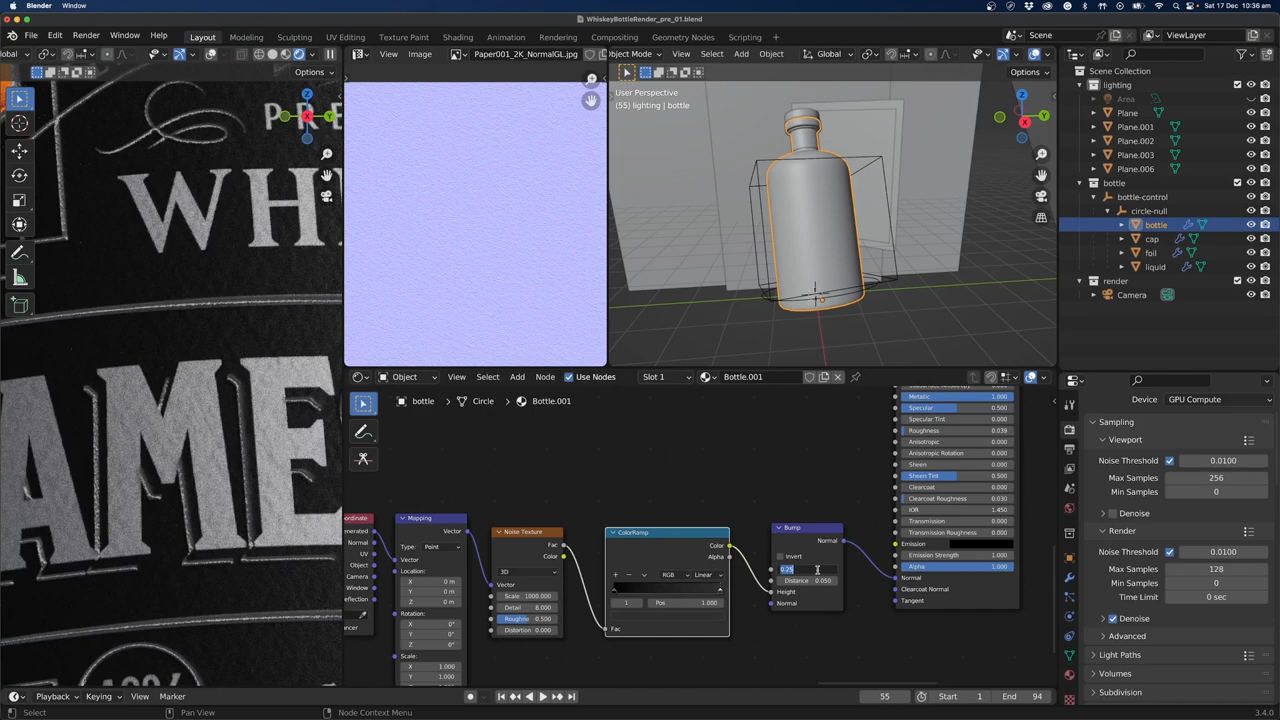 Blender Window Sat 17 Dec 10:36 am
WhiskeyBottleRender_pre_01.blend
File Edit Render Window Help Layout Modeling Sculpting UV Editing Texture Paint Shading Animation Rendering Compositing Geometry Nodes Scripting Scene ViewLayer
View Image Paper001_2K_NormalGL.jpg Object Mode View Select Add Object Global
Options
Options
User Perspective
(55) lighting | bottle
Z
X
Y
Z
X
Y
PRE
WH
AME
Scene Collection
lighting
Area
Plane
Plane.001
Plane.002
Plane.003
Plane.006
bottle
bottle-control
circle-null
bottle
cap
foil
liquid
render
Camera
Object View Select Add Node Use Nodes Slot 1 Bottle.001
bottle Circle Bottle.001
Metallic 1.000
Specular 0.500
Specular Tint 0.000
Roughness 0.039
Anisotropic 0.000
Anisotropic Rotation 0.000
Sheen 0.000
Sheen Tint 0.500
Clearcoat 0.000
Clearcoat Roughness 0.030
IOR 1.450
Transmission 0.000
Transmission Roughness 0.000
Emission
Emission Strength 1.000
Alpha 1.000
Normal
Clearcoat Normal
Tangent
Mapping
Vector
Type: Point
Vector
Location:
X 0 m
Y 0 m
Z 0 m
Rotation:
X 0°
Y 0°
Z 0°
Scale:
X 1.000
Y 1.000
Normal
UV
Object
Camera
Window
Noise Texture
Fac
Color
3D
Vector
Scale 1000.000
Detail 8.000
Roughne 0.500
Distortion 0.000
ColorRamp
Color
Alpha
RGB Linear
1 Pos 1.000
Fac
Bump
Normal
Invert
0.25
Distance 0.050
Height
Normal
Device GPU Compute
Sampling
Viewport
Noise Threshold 0.0100
Max Samples 256
Min Samples 0
Denoise
Render
Noise Threshold 0.0100
Max Samples 128
Min Samples 0
Time Limit 0 sec
Denoise
Advanced
Light Paths
Volumes
Subdivision
Playback Keying View Marker 55 Start 1 End 94
Select Pan View Node Context Menu 3.4.0